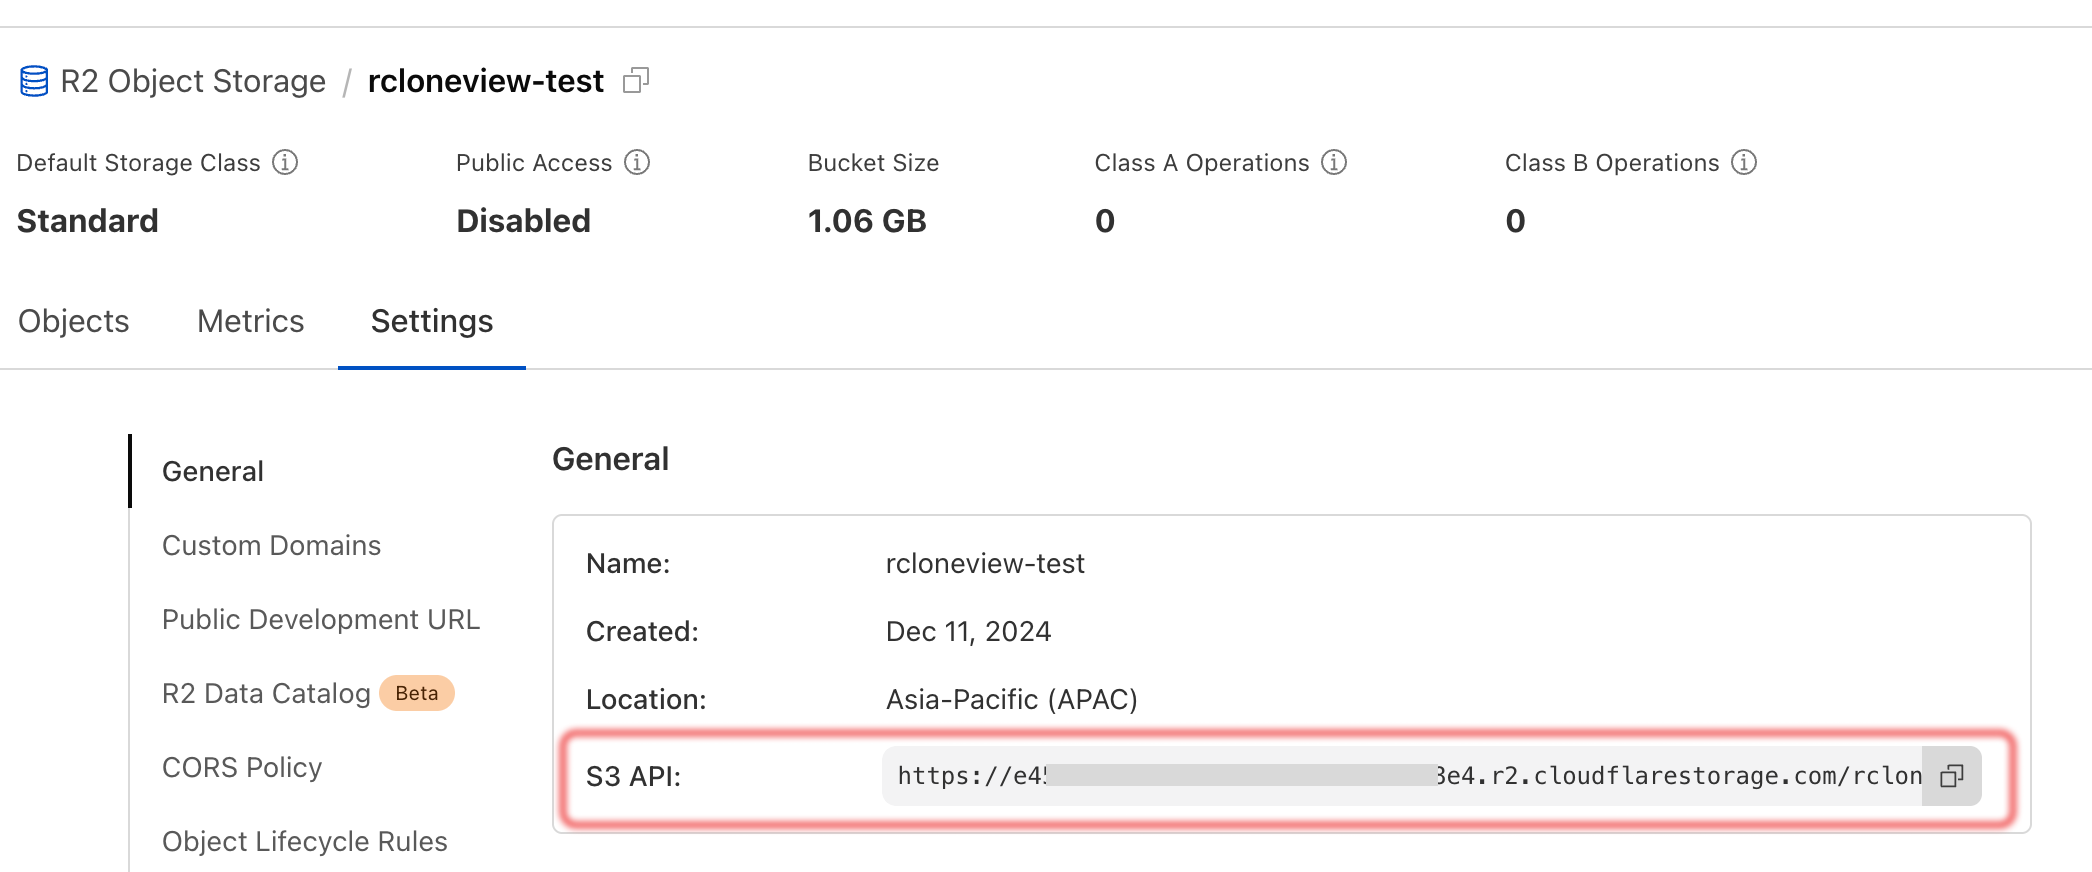 R2 Object Storage / rcloneview-test
Default Storage Class
Standard
Public Access
Disabled
Bucket Size
1.06 GB
Class A Operations
0
Class B Operations
0
Objects Metrics Settings
General
Custom Domains
Public Development URL
R2 Data Catalog Beta
CORS Policy
Object Lifecycle Rules
General
Name: rcloneview-test
Created: Dec 11, 2024
Location: Asia-Pacific (APAC)
S3 API: https://e45 3e4.r2.cloudflarestorage.com/rclon